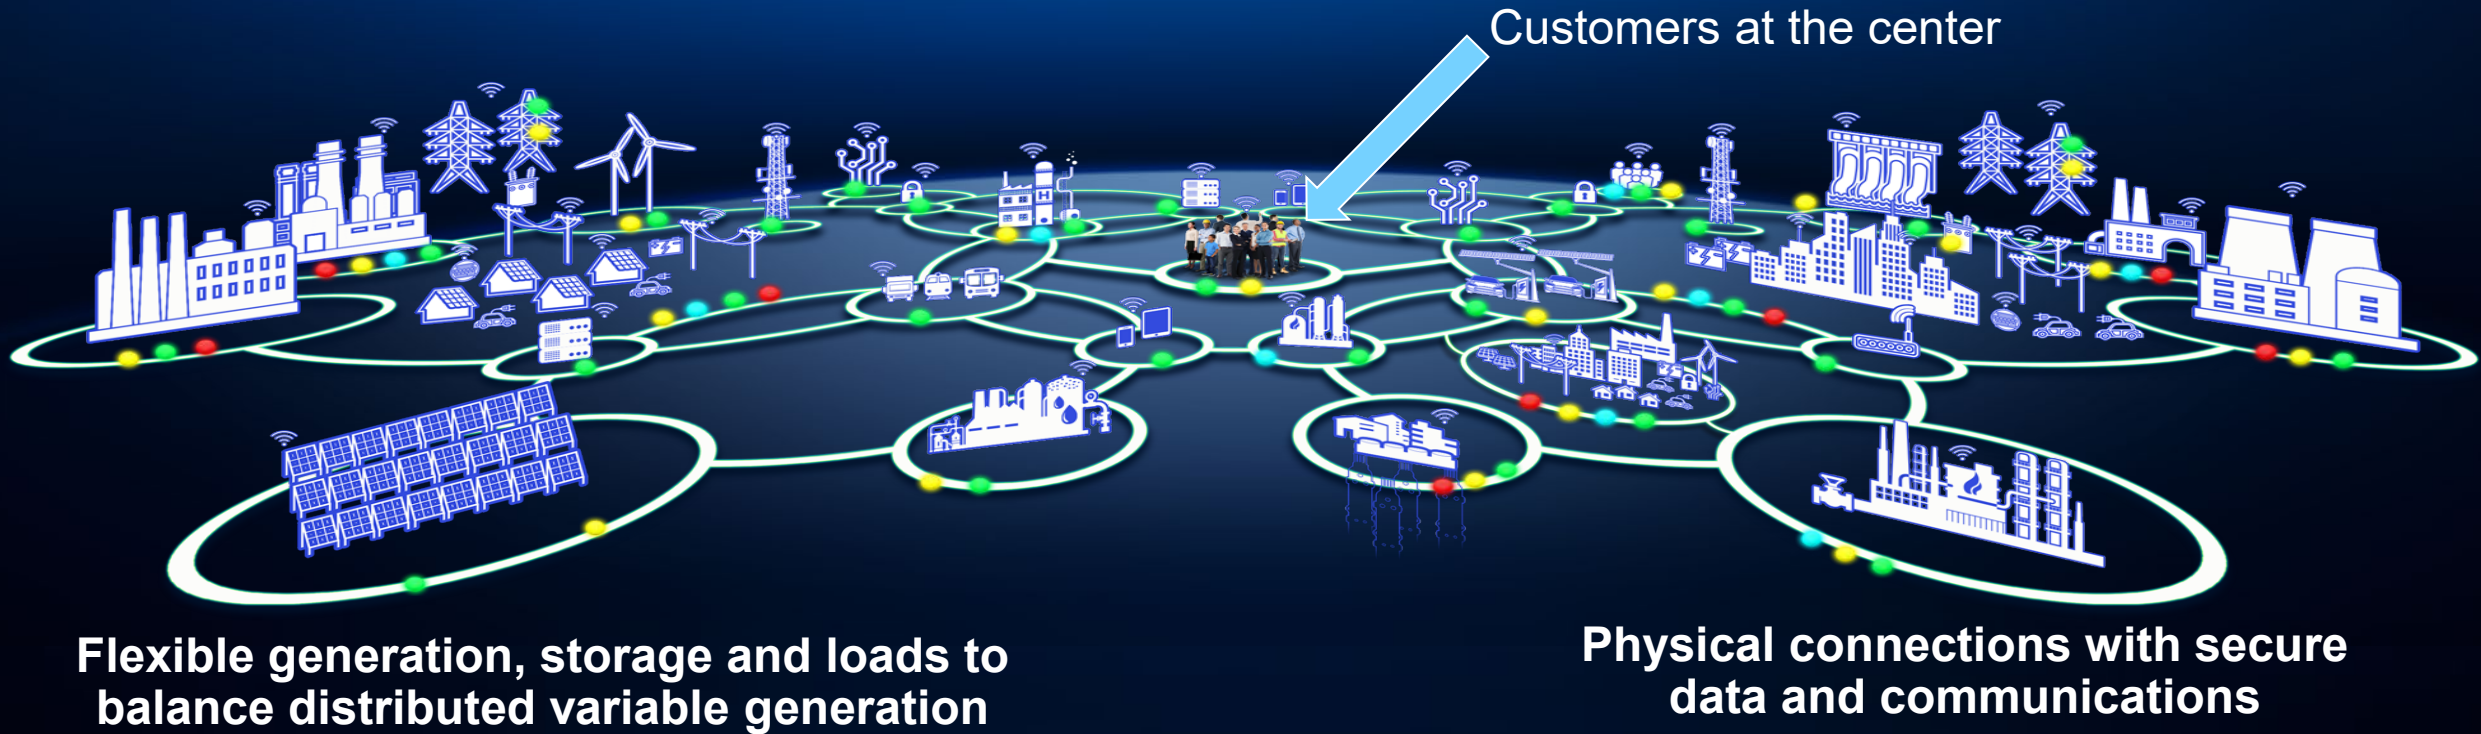 Customers at the center
Flexible generation, storage and loads to
balance distributed variable generation
Physical connections with secure
data and communications